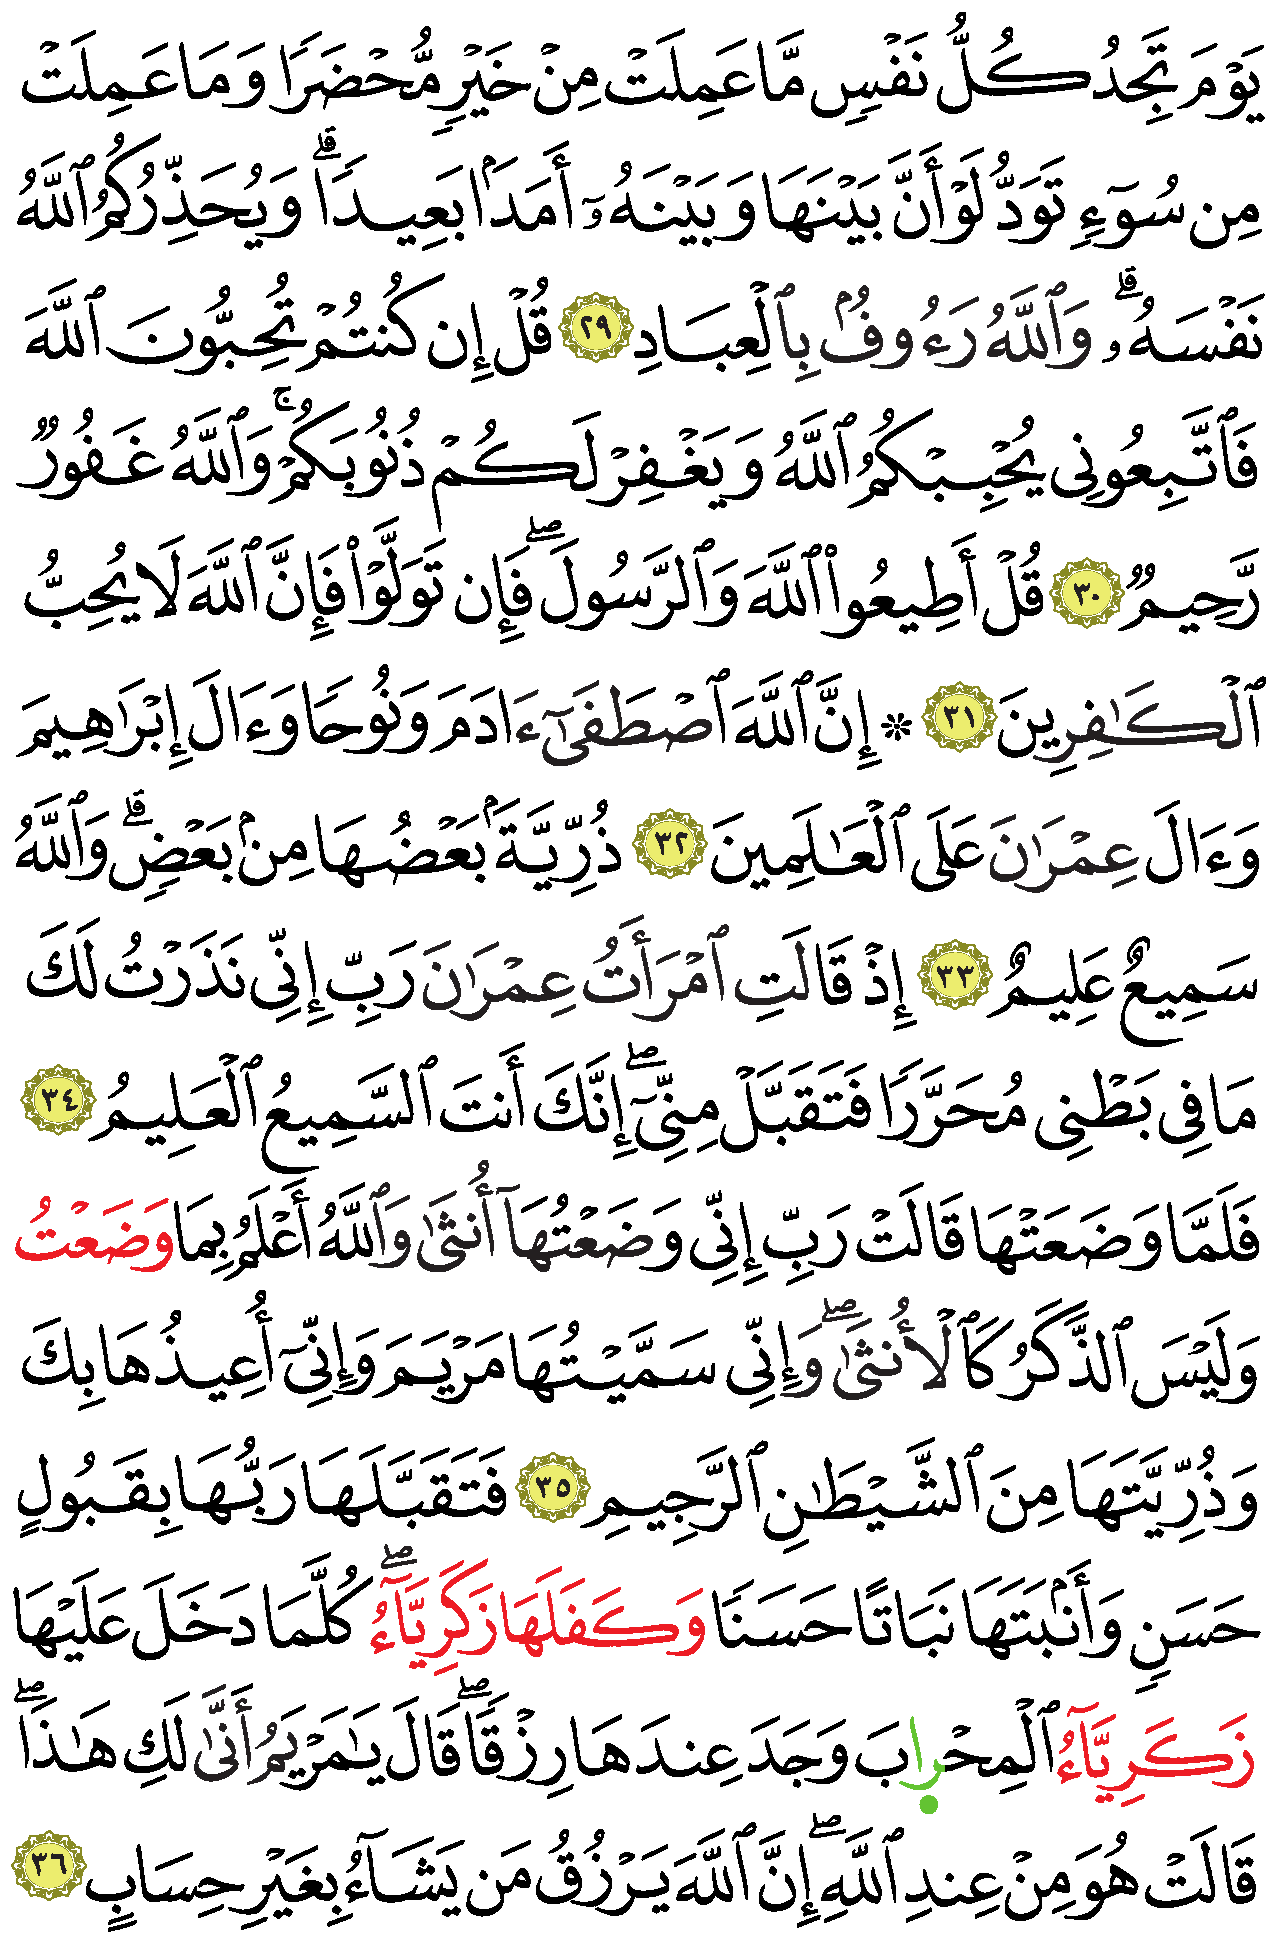 يَوْمَ تَجِدُ كُلُّ نَفْسٍ مَّا عَمِلَتْ مِنْ خَيْرٍ مُّحْضَرًا وَمَا عَمِلَتْ
مِن سُوٓءٍ تَوَدُّ لَوْ أَنَّ بَيْنَهَا وَبَيْنَهُۥٓ أَمَدَۢا بَعِيدًا ۗ وَيُحَذِّرُكُمُ ٱللَّهُ
نَفْسَهُۥ ۗ وَٱللَّهُ رَءُوفُۢ بِٱلْعِبَادِ ٢٩ قُلْ إِن كُنتُمْ تُحِبُّونَ ٱللَّهَ
فَٱتَّبِعُونِى يُحْبِبْكُمُ ٱللَّهُ وَيَغْفِرْ لَكُمْ ذُنُوبَكُمْ ۚ وَٱللَّهُ غَفُورٌ
رَّحِيمٌ ٣٠ قُلْ أَطِيعُوا۟ ٱللَّهَ وَٱلرَّسُولَ ۖ فَإِن تَوَلَّوْا۟ فَإِنَّ ٱللَّهَ لَا يُحِبُّ
ٱلْكَٰفِرِينَ ٣١ * إِنَّ ٱللَّهَ ٱصْطَفَىٰٓ ءَادَمَ وَنُوحًا وَءَالَ إِبْرَٰهِيمَ
وَءَالَ عِمْرَٰنَ عَلَى ٱلْعَٰلَمِينَ ٣٢ ذُرِّيَّةَۢ بَعْضُهَا مِنۢ بَعْضٍ ۗ وَٱللَّهُ
سَمِيعٌ عَلِيمٌ ٣٣ إِذْ قَالَتِ ٱمْرَأَتُ عِمْرَٰنَ رَبِّ إِنِّى نَذَرْتُ لَكَ
مَا فِى بَطْنِى مُحَرَّرًا فَتَقَبَّلْ مِنِّىٓ ۖ إِنَّكَ أَنتَ ٱلسَّمِيعُ ٱلْعَلِيمُ ٣٤
فَلَمَّا وَضَعَتْهَا قَالَتْ رَبِّ إِنِّى وَضَعْتُهَآ أُنثَىٰ وَٱللَّهُ أَعْلَمُ بِمَا وَضَعْتُ
وَلَيْسَ ٱلذَّكَرُ كَٱلْأُنثَىٰ ۖ وَإِنِّى سَمَّيْتُهَا مَرْيَمَ وَإِنِّىٓ أُعِيذُهَا بِكَ
وَذُرِّيَّتَهَا مِنَ ٱلشَّيْطَٰنِ ٱلرَّجِيمِ ٣٥ فَتَقَبَّلَهَا رَبُّهَا بِقَبُولٍ
حَسَنٍ وَأَنۢبَتَهَا نَبَاتًا حَسَنًا وَكَفَلَهَا زَكَرِيَّآءُ ۖ كُلَّمَا دَخَلَ عَلَيْهَا
زَكَرِيَّآءُ ٱلْمِحْرَابَ وَجَدَ عِندَهَا رِزْقًا ۖ قَالَ يَٰمَرْيَمُ أَنَّىٰ لَكِ هَٰذَا ۖ
قَالَتْ هُوَ مِنْ عِندِ ٱللَّهِ ۖ إِنَّ ٱللَّهَ يَرْزُقُ مَن يَشَآءُ بِغَيْرِ حِسَابٍ ٣٦